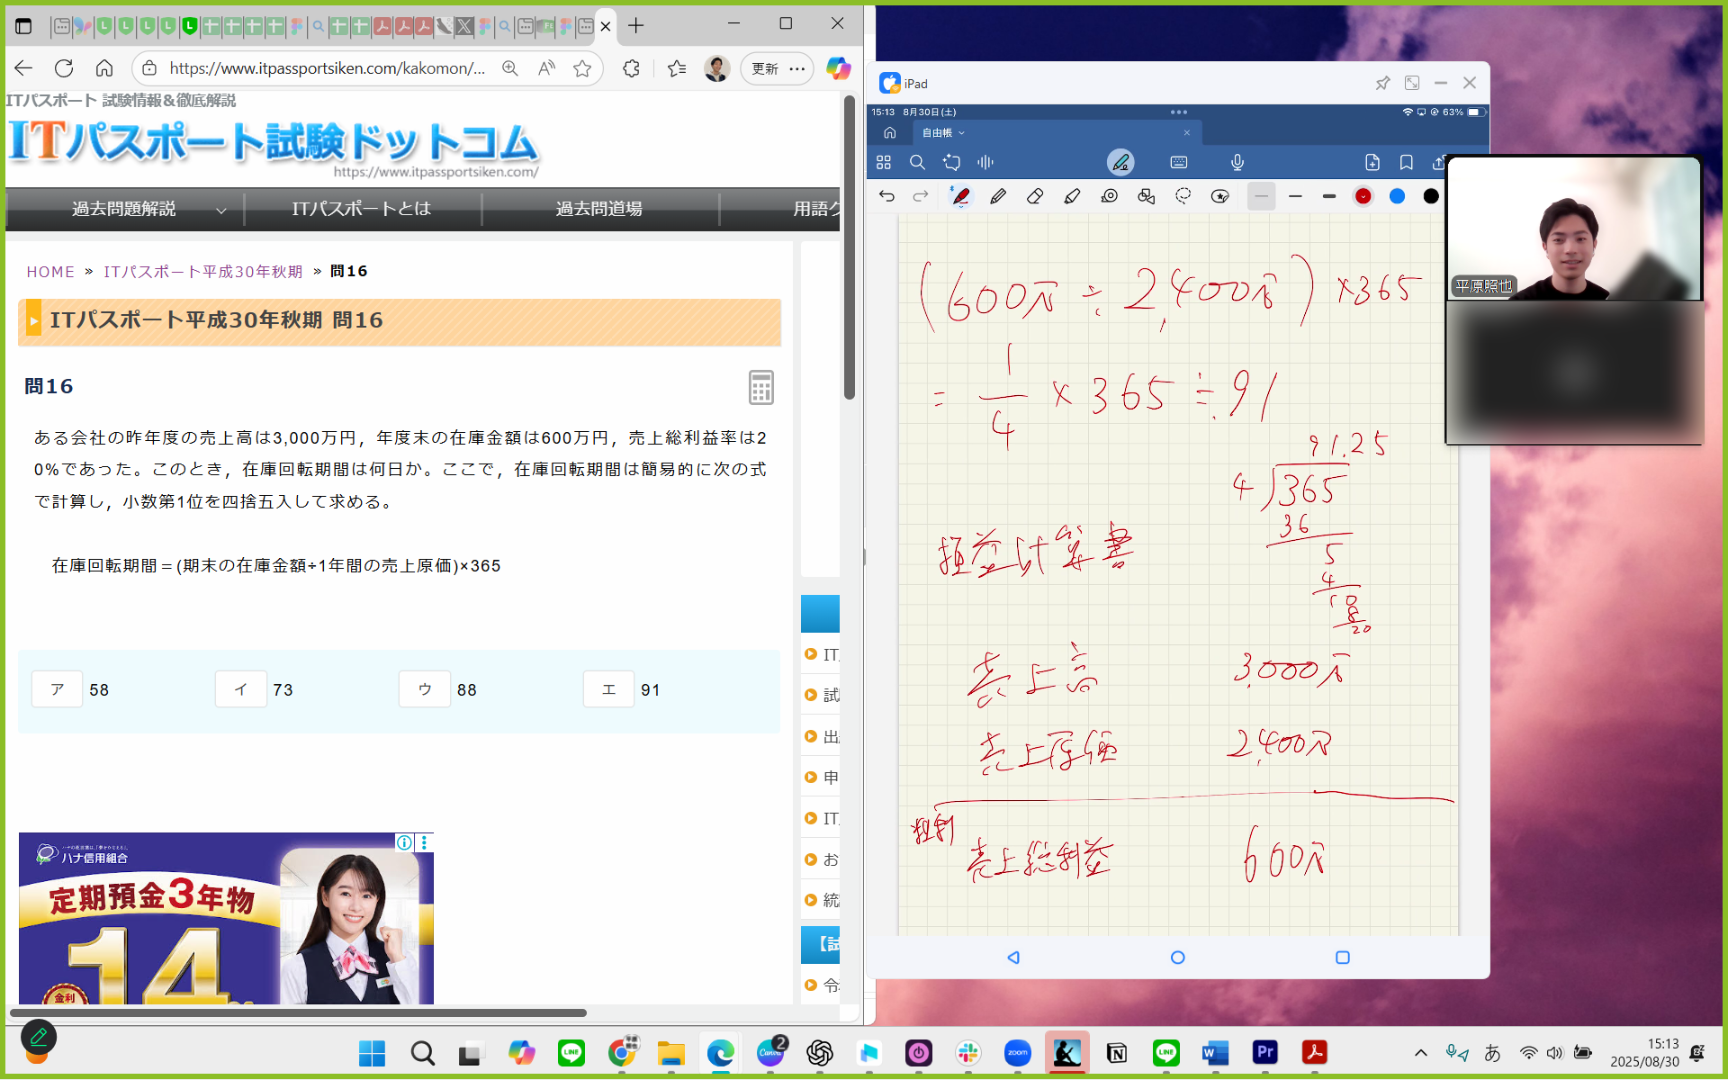 https://www.itpassportsiken.com/kakomon/...
更新
ITパスポート 試験情報&徹底解説
ITパスポート試験ドットコム
https://www.itpassportsiken.com/
過去問題解説
ITパスポートとは
過去問道場
用語ク
HOME » ITパスポート平成30年秋期 » 問16
ITパスポート平成30年秋期 問16
問16
ある会社の昨年度の売上高は3,000万円，年度末の在庫金額は600万円，売上総利益率は2
0%であった。このとき，在庫回転期間は何日か。ここで，在庫回転期間は簡易的に次の式
で計算し，小数第1位を四捨五入して求める。
在庫回転期間＝(期末の在庫金額÷1年間の売上原価)×365
ア 58
イ 73
ウ 88
エ 91
IT
試
出
申
IT
お
統
【試
令
ハナ信用組合
定期預金3年物
14
金利
iPad
15:13 8月30日(土)
63%
自由帳
(600万÷2,400万)×365
= 1/4 × 365 ≒ 91
91.25
4)365
36
5
4
10
8
20
損益計算書
売上高 3,000万
売上原価 2,400万
粗利
売上総利益 600万
平原照也
2
zoom
あ
15:13
2025/08/30